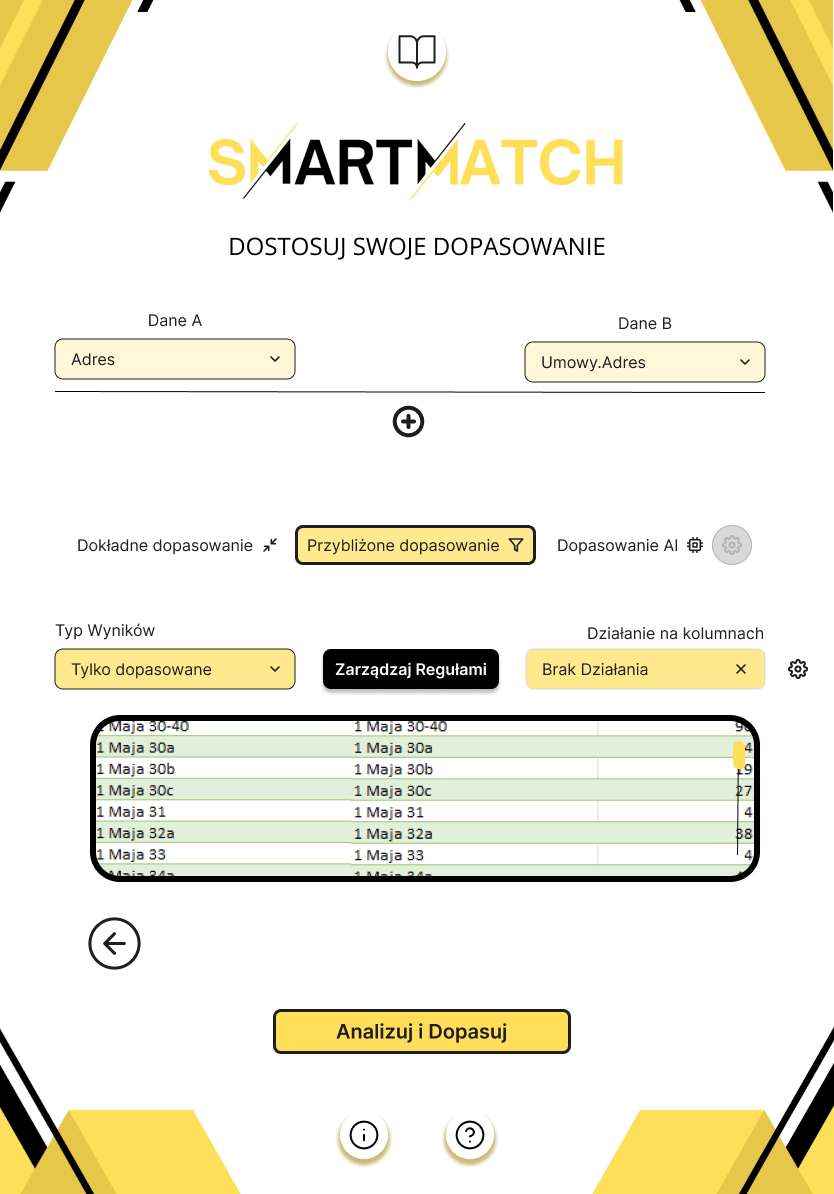 SMARTMATCH
DOSTOSUJ SWOJE DOPASOWANIE
Dane A
Dane B
Adres
Umowy.Adres
Dokładne dopasowanie
Przybliżone dopasowanie
Dopasowanie AI
Typ Wyników
Działanie na kolumnach
Tylko dopasowane
Zarządzaj Regułami
Brak Działania
1 Maja 30-40 1 Maja 30-40
1 Maja 30a 1 Maja 30a 4
1 Maja 30b 1 Maja 30b 19
1 Maja 30c 1 Maja 30c 27
1 Maja 31 1 Maja 31 4
1 Maja 32a 1 Maja 32a 38
1 Maja 33 1 Maja 33 4
1 Maja 34a 1 Maja 34a
Analizuj i Dopasuj